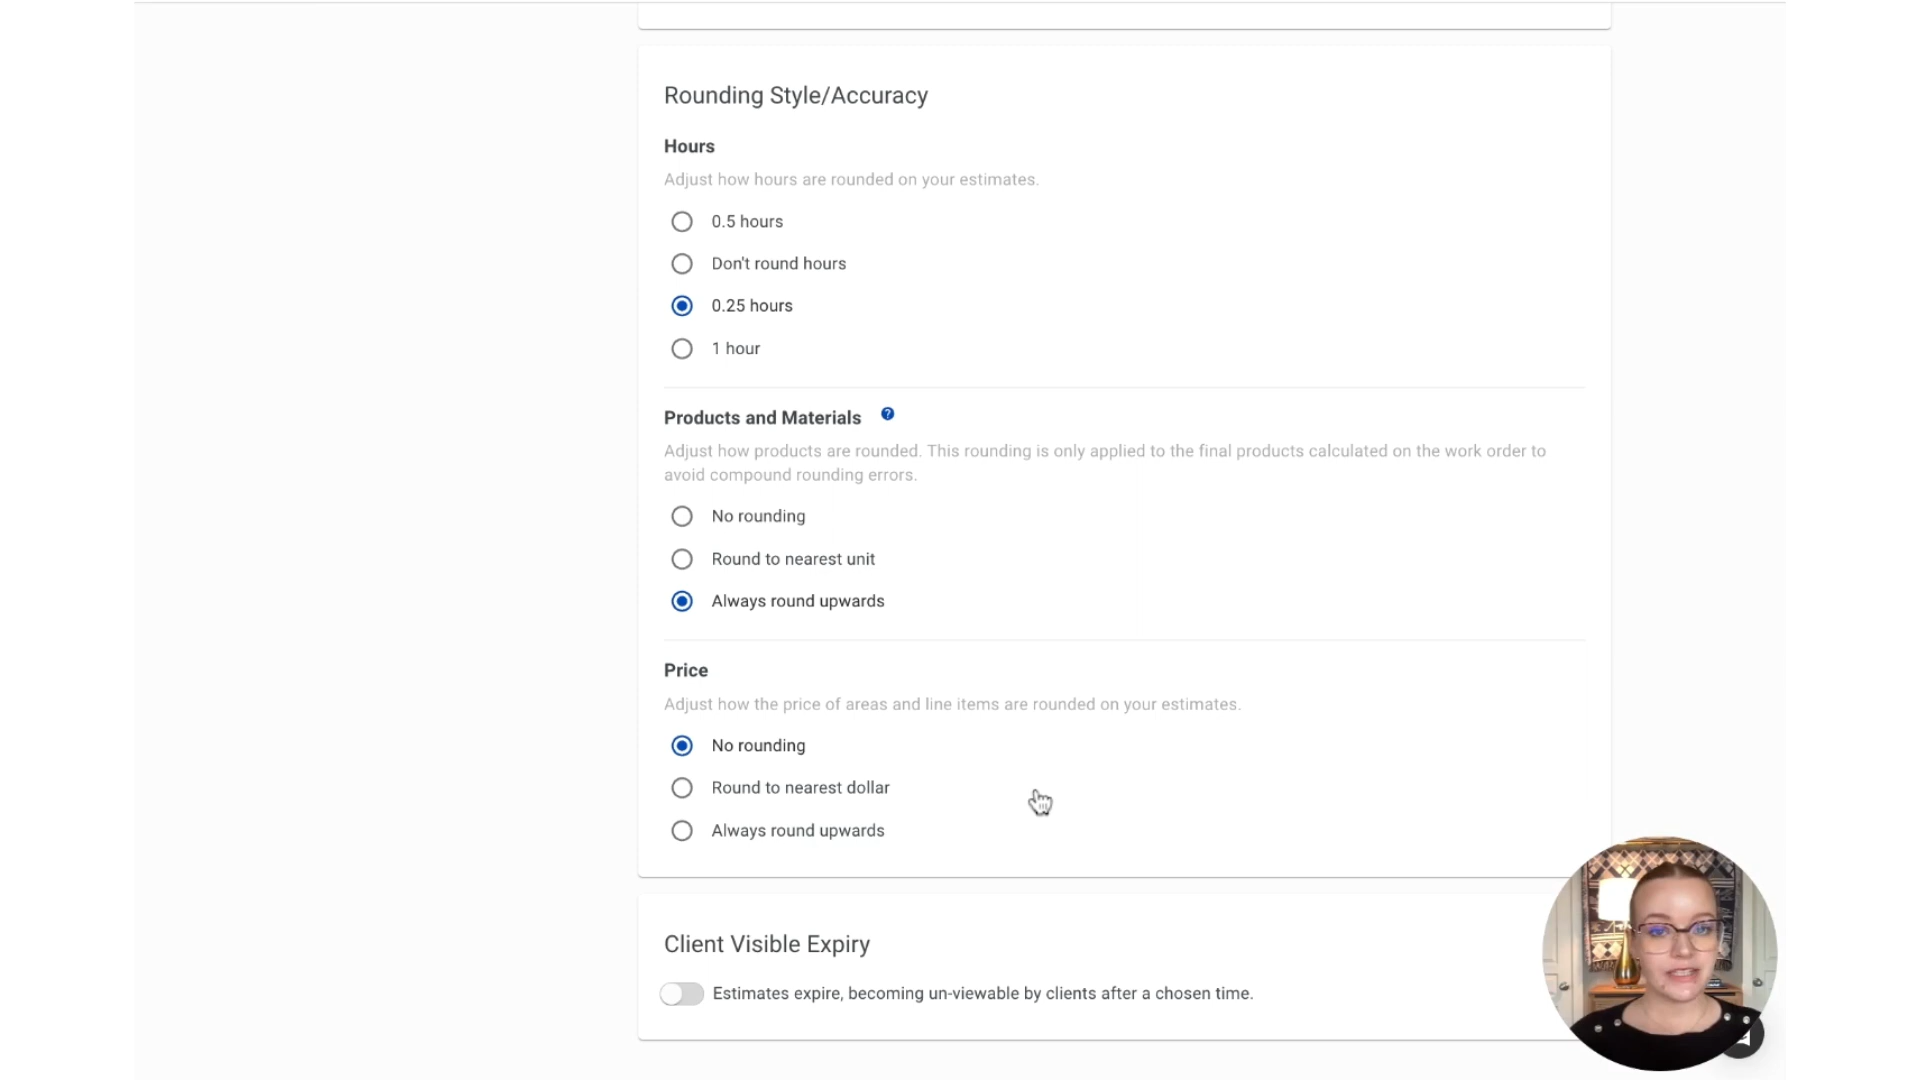 Rounding Style/Accuracy
Hours
Adjust how hours are rounded on your estimates.
0.5 hours
Don't round hours
0.25 hours
1 hour
Products and Materials ?
Adjust how products are rounded. This rounding is only applied to the final products calculated on the work order to
avoid compound rounding errors.
No rounding
Round to nearest unit
Always round upwards
Price
Adjust how the price of areas and line items are rounded on your estimates.
No rounding
Round to nearest dollar
Always round upwards
Client Visible Expiry
Estimates expire, becoming un-viewable by clients after a chosen time.